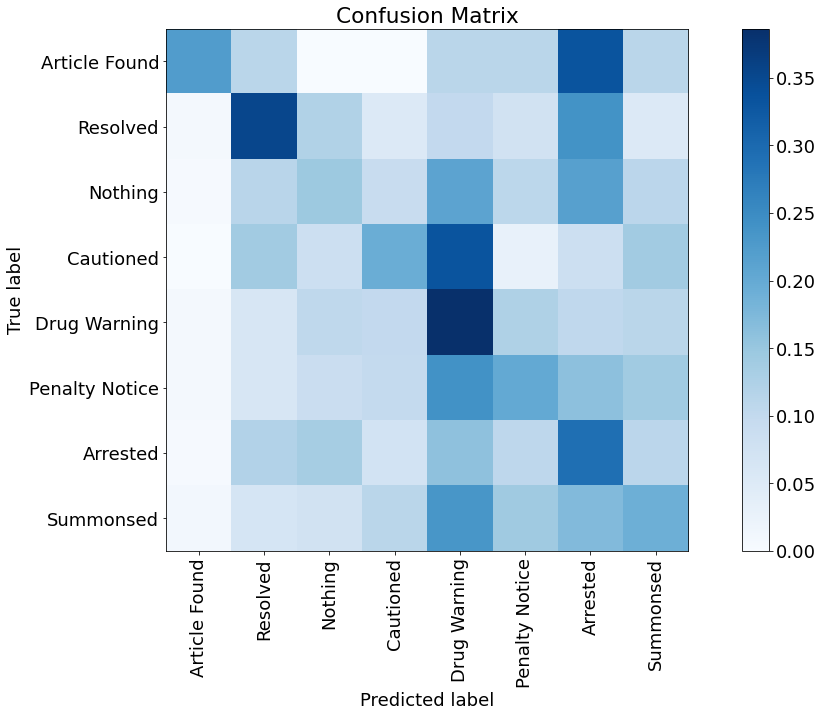 Confusion Matrix
True label
Article Found
Resolved
Nothing
Cautioned
Drug Warning
Penalty Notice
Arrested
Summonsed
Article Found
Resolved
Nothing
Cautioned
Drug Warning
Penalty Notice
Arrested
Summonsed
Predicted label
0.35
0.30
0.25
0.20
0.15
0.10
0.05
0.00